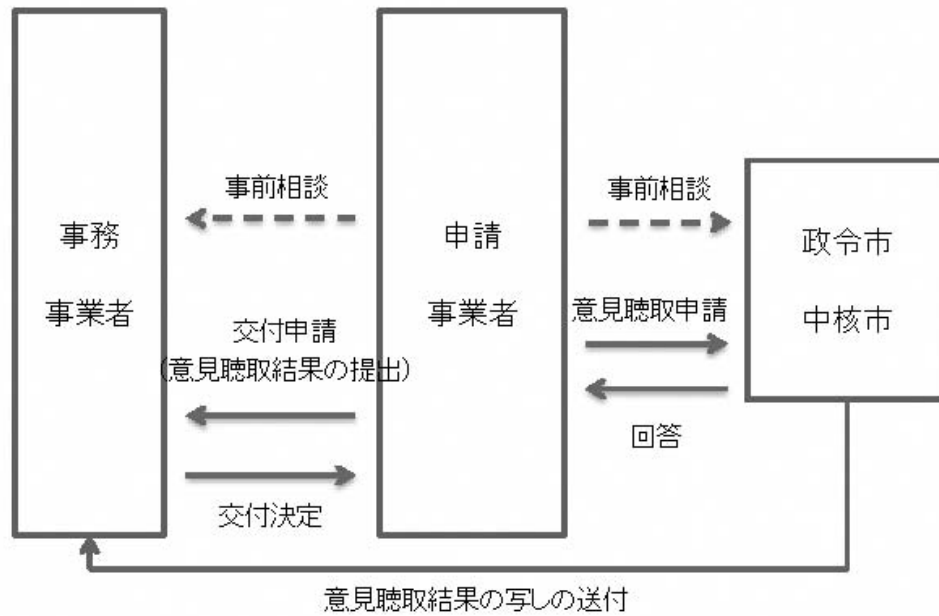 事前相談
事前相談
事務
事業者
申請
事業者
政令市
中核市
意見聴取申請
交付申請
(意見聴取結果の提出)
回答
交付決定
意見聴取結果の写しの送付